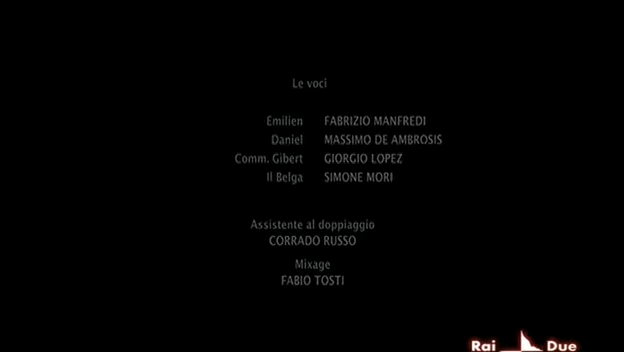 Le voci
Emilien FABRIZIO MANFREDI
Daniel MASSIMO DE AMBROSIS
Comm. Gibert GIORGIO LOPEZ
Il Belga SIMONE MORI
Assistente al doppiaggio
CORRADO RUSSO
Mixage
FABIO TOSTI
Rai Due